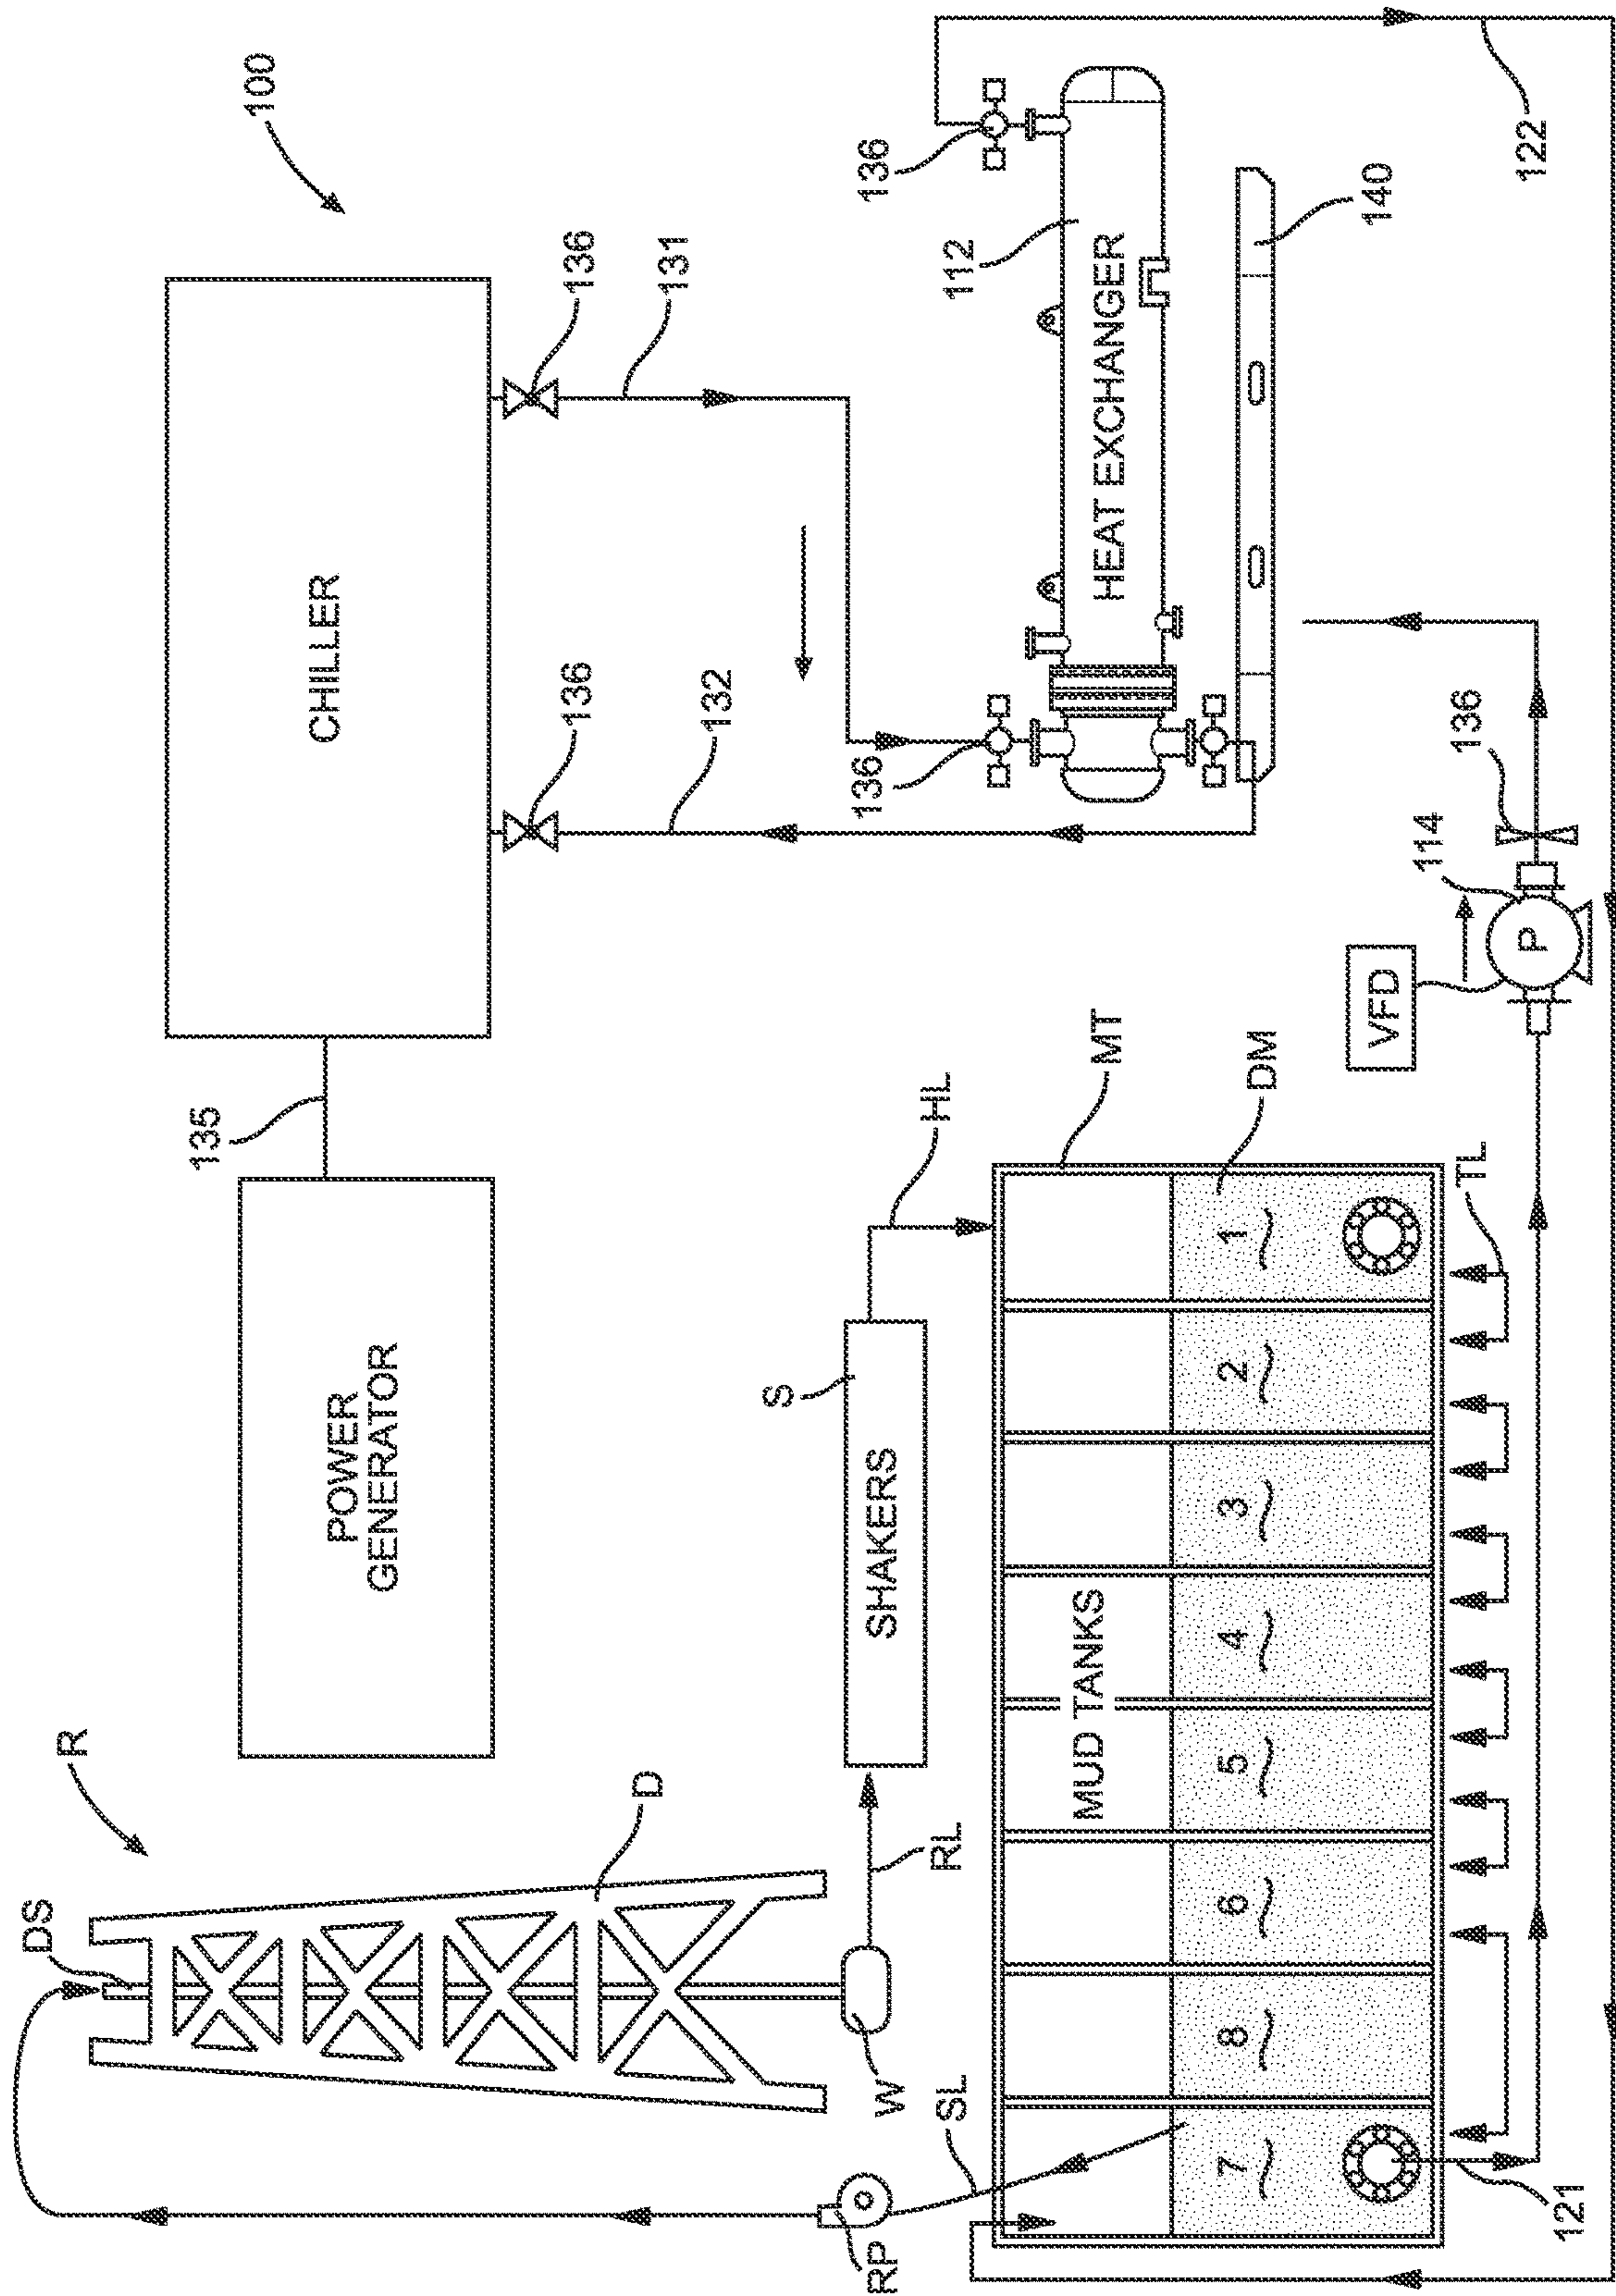 100
CHILLER
136
131
136
132
135
POWER
GENERATOR
R
DS
D
W
RL
RP
SL
S
SHAKERS
HL
MT
DM
MUD TANKS
7
8
6
5
4
3
2
1
TL
121
VFD
P
114
136
136
136
112
HEAT EXCHANGER
140
122